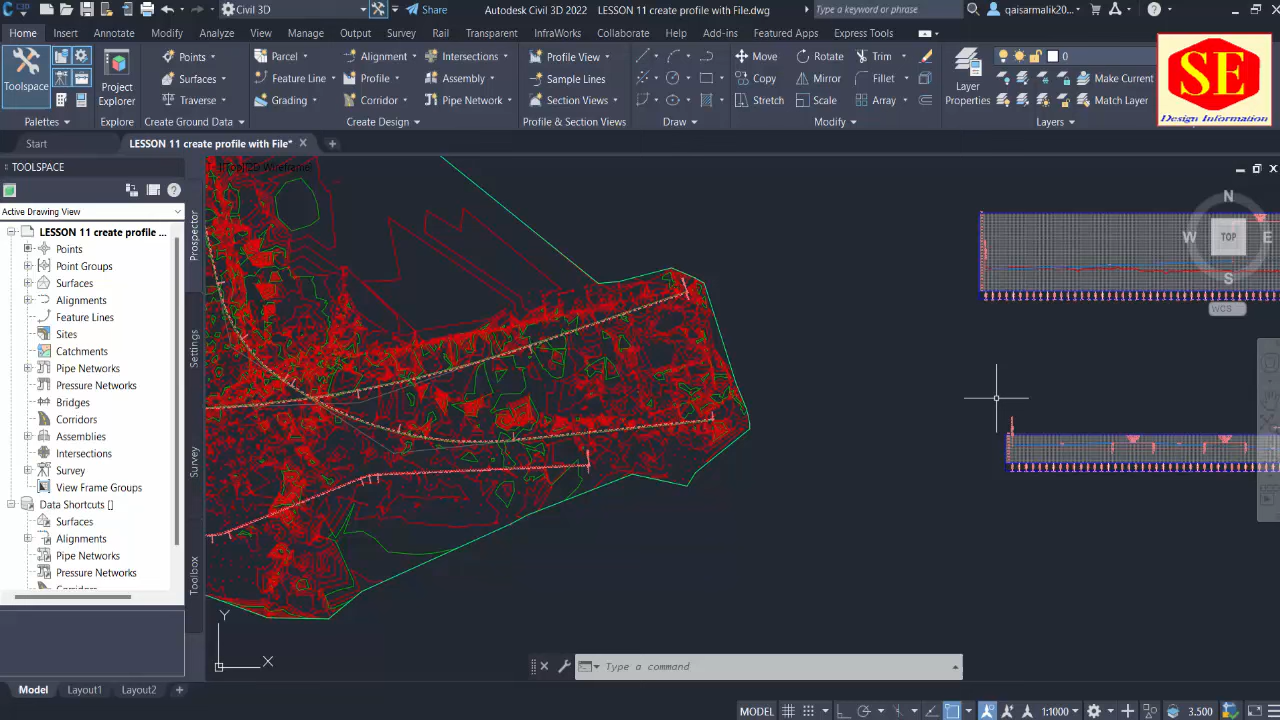 Civil 3D
Share
Autodesk Civil 3D 2022
LESSON 11 create profile with File.dwg
Type a keyword or phrase
qaisarmalik20...
Home
Insert
Annotate
Modify
Analyze
View
Manage
Output
Survey
Rail
Transparent
InfraWorks
Collaborate
Help
Add-ins
Featured Apps
Express Tools
Toolspace
Palettes
Project Explorer
Explore
Points
Surfaces
Traverse
Create Ground Data
Parcel
Feature Line
Grading
Alignment
Profile
Corridor
Intersections
Assembly
Pipe Network
Create Design
Profile View
Sample Lines
Section Views
Profile & Section Views
Draw
Move
Copy
Stretch
Rotate
Mirror
Scale
Trim
Fillet
Array
Modify
Layer Properties
0
Make Current
Match Layer
Layers
SE
Design Information
Start
LESSON 11 create profile with File*
TOOLSPACE
Active Drawing View
LESSON 11 create profile ...
Points
Point Groups
Surfaces
Alignments
Feature Lines
Sites
Catchments
Pipe Networks
Pressure Networks
Bridges
Corridors
Assemblies
Intersections
Survey
View Frame Groups
Data Shortcuts []
Surfaces
Alignments
Pipe Networks
Pressure Networks
Prospector
Settings
Survey
Toolbox
N
W
TOP
E
S
WCS
Y
X
Type a command
Model
Layout1
Layout2
MODEL
1:1000
3.500